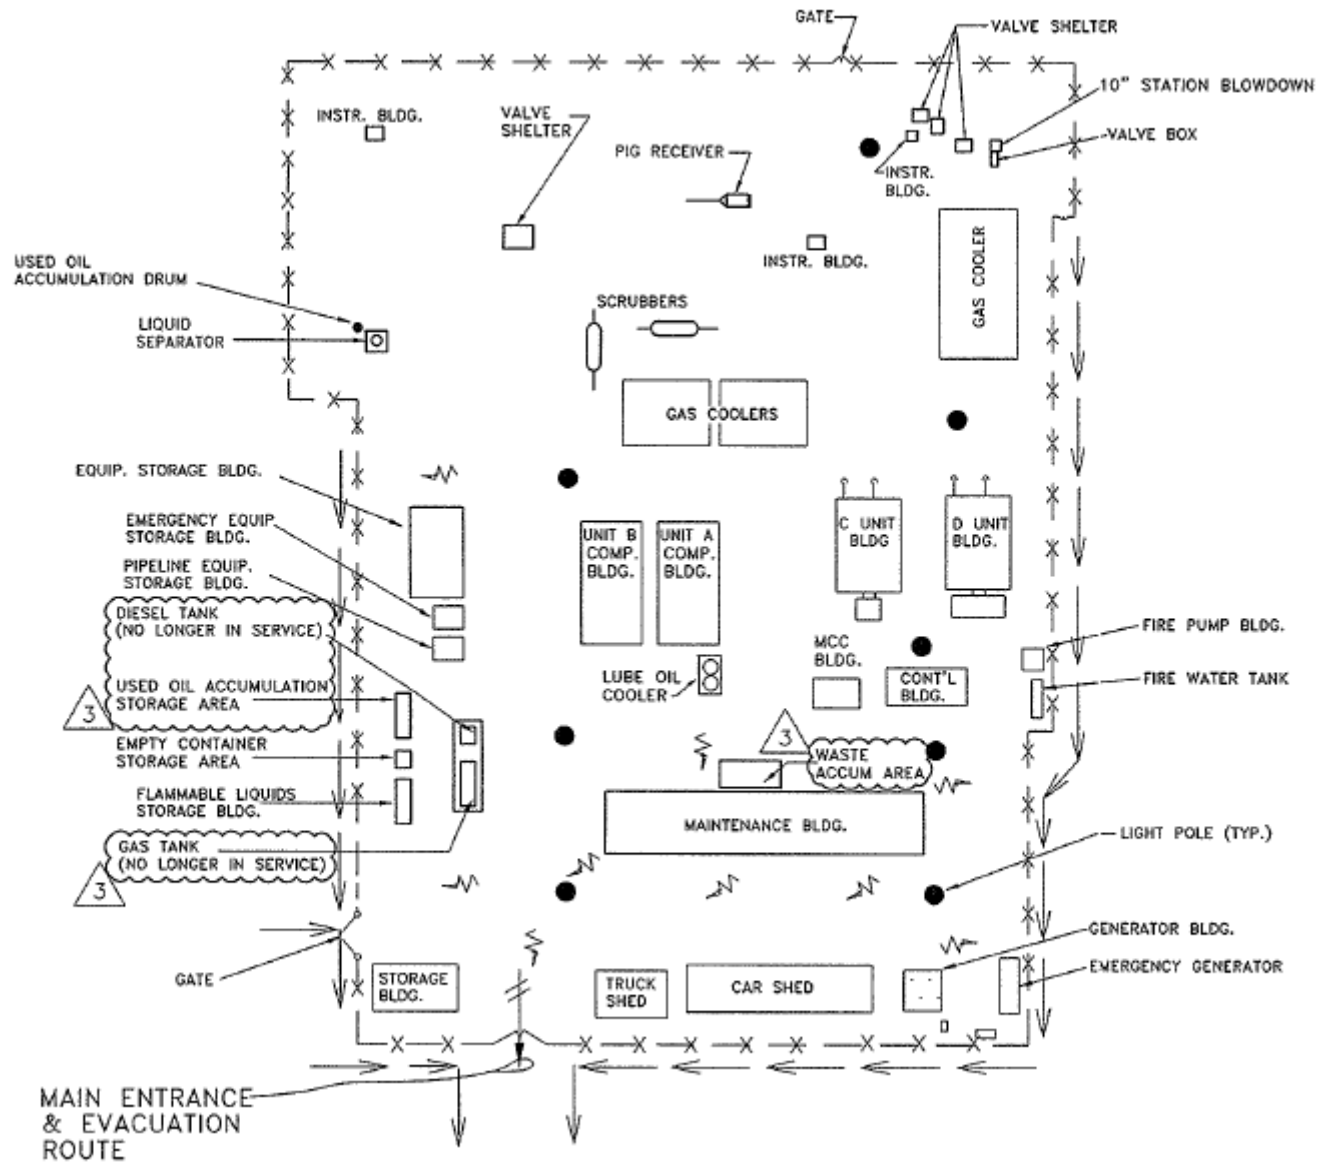 GATE
VALVE SHELTER
10" STATION BLOWDOWN
INSTR. BLDG.
VALVE
SHELTER
VALVE BOX
PIG RECEIVER
INSTR.
BLDG.
USED OIL
ACCUMULATION DRUM
INSTR. BLDG.
GAS COOLER
LIQUID
SEPARATOR
SCRUBBERS
GAS COOLERS
EQUIP. STORAGE BLDG.
EMERGENCY EQUIP
STORAGE BLDG.
UNIT B
COMP.
BLDG.
UNIT A
COMP.
BLDG.
C UNIT
BLDG
D UNIT
BLDG.
PIPELINE EQUIP.
STORAGE BLDG.
DIESEL TANK
(NO LONGER IN SERVICE)
FIRE PUMP BLDG.
MCC
BLDG.
LUBE OIL
COOLER
CONT'L
BLDG.
FIRE WATER TANK
USED OIL ACCUMULATION
STORAGE AREA
3
EMPTY CONTAINER
STORAGE AREA
3
WASTE
ACCUM AREA
FLAMMABLE LIQUIDS
STORAGE BLDG.
MAINTENANCE BLDG.
LIGHT POLE (TYP.)
GAS TANK
(NO LONGER IN SERVICE)
3
GENERATOR BLDG.
GATE
STORAGE
BLDG.
TRUCK
SHED
CAR SHED
EMERGENCY GENERATOR
MAIN ENTRANCE
& EVACUATION
ROUTE